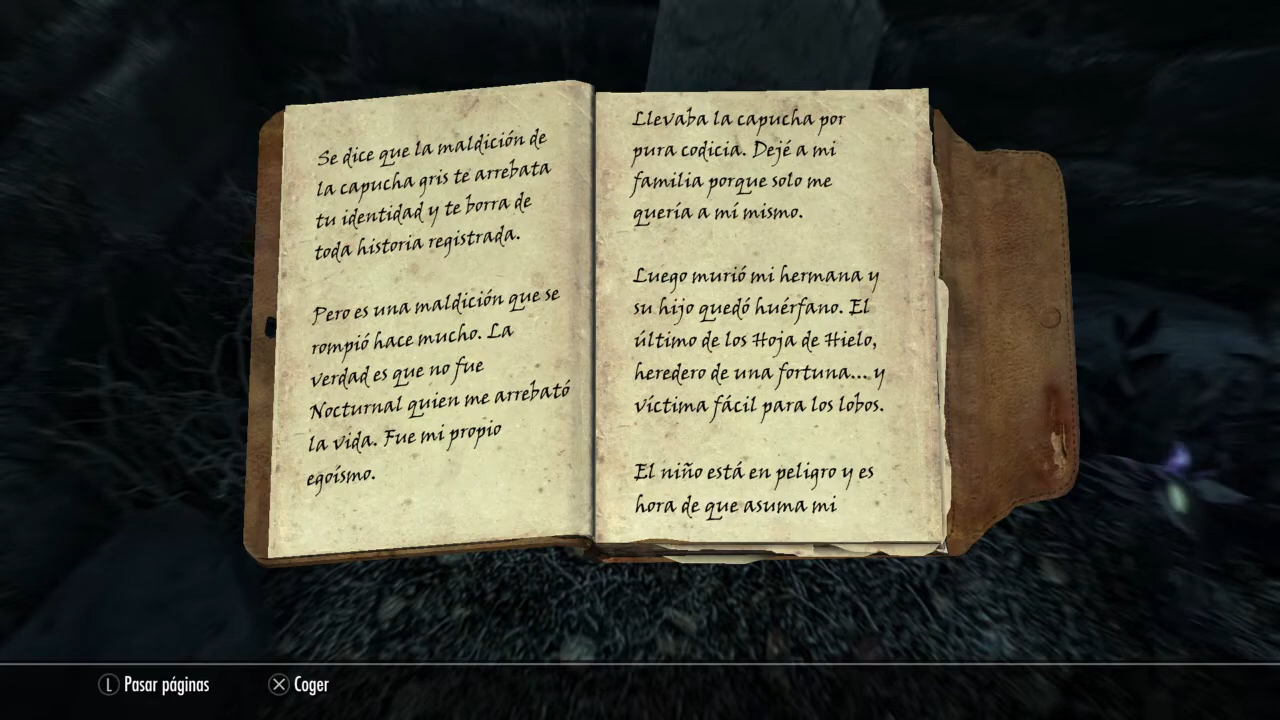 Se dice que la maldición de
la capucha gris te arrebata
tu identidad y te borra de
toda historia registrada.
Pero es una maldición que se
rompió hace mucho. La
verdad es que no fue
Nocturnal quien me arrebató
la vida. Fue mi propio
egoísmo.
Llevaba la capucha por
pura codicia. Dejé a mi
familia porque solo me
quería a mí mismo.
Luego murió mi hermana y
su hijo quedó huérfano. El
último de los Hoja de Hielo,
heredero de una fortuna... y
víctima fácil para los lobos.
El niño está en peligro y es
hora de que asuma mi
L Pasar páginas
X Coger